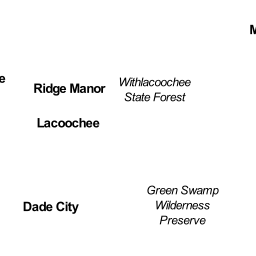 M
e
Ridge Manor
Withlacoochee
State Forest
Lacoochee
Green Swamp
Wilderness
Preserve
Dade City